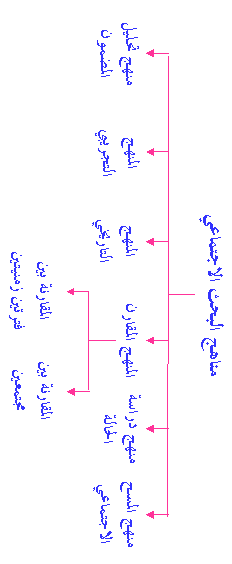 مناهج البحث الاجتماعي
منهج المسح
الاجتماعي
منهج دراسة
الحالة
المنهج المقارن
المقارنة بين
مجتمعين
المقارنة بين
فترتين زمنيتين
المنهج
التاريخي
المنهج
التجريبي
منهج تحليل
المضمون